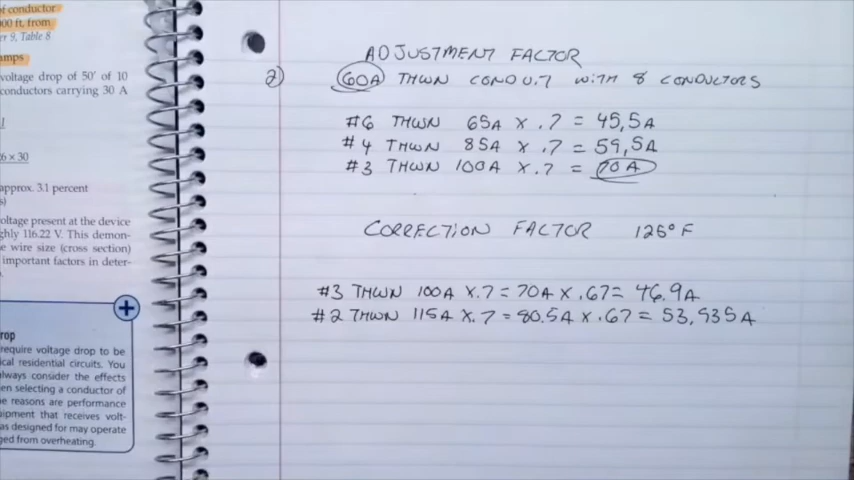 of conductor
000 ft, from
er 9, Table 8
amps
voltage drop of 50' of 10
conductors carrying 30 A
6 × 30
approx. 3.1 percent
s)
oltage present at the device
ghly 116.22 V. This demon-
e wire size (cross section)
important factors in deter-
rop
require voltage drop to be
ical residential circuits. You
always consider the effects
en selecting a conductor of
e reasons are performance
uipment that receives volt-
as designed for may operate
ged from overheating.
ADJUSTMENT FACTOR
2) 60A THWN CONDUIT WITH 8 CONDUCTORS
#6 THWN 65A × .7 = 45,5A
#4 THWN 85A × .7 = 59,5A
#3 THWN 100A × .7 = 70A
CORRECTION FACTOR 125° F
#3 THWN 100A × .7 = 70A × .67 = 46.9A
#2 THWN 115A × .7 = 80.5A × .67 = 53,935A